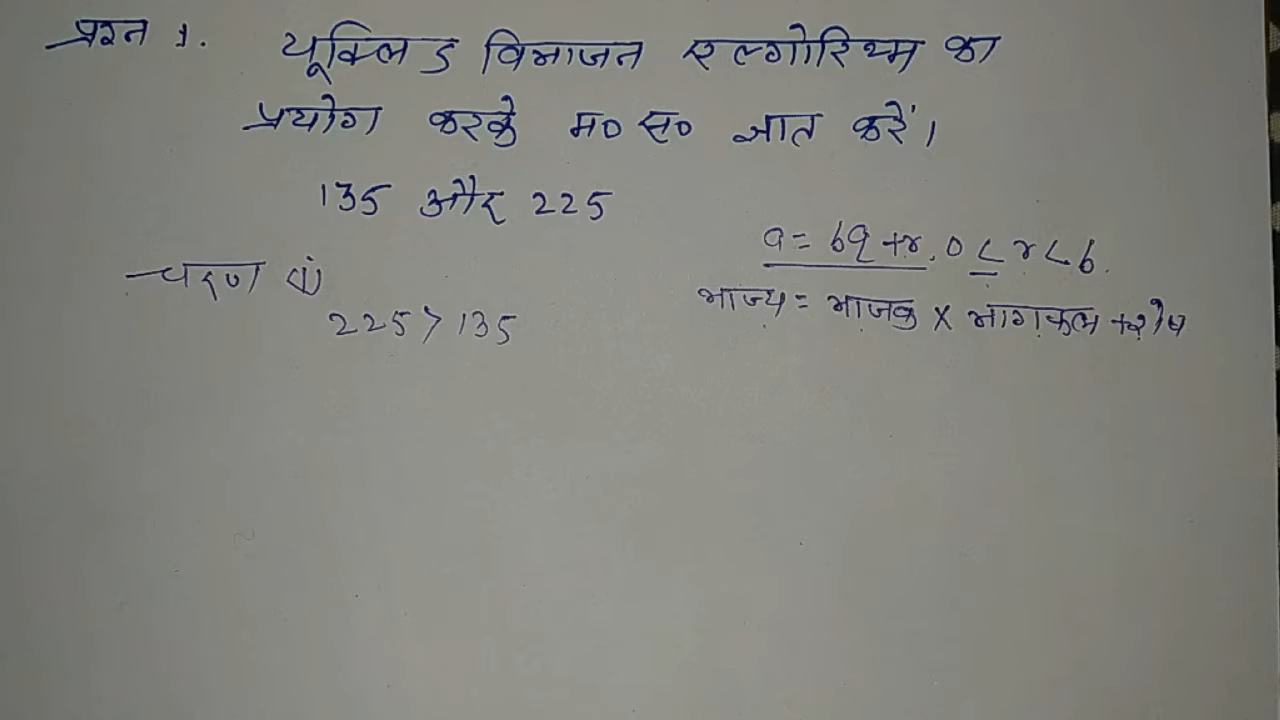 प्रश्न 1. यूक्लिड विभाजन एल्गोरिथ्म का
प्रयोग करके म० स० ज्ञात करें।
135 और 225
a = bq + r, 0 ≤ r < b.
भाज्य = भाजक × भागफल + शेष
चरण (i)
225 > 135